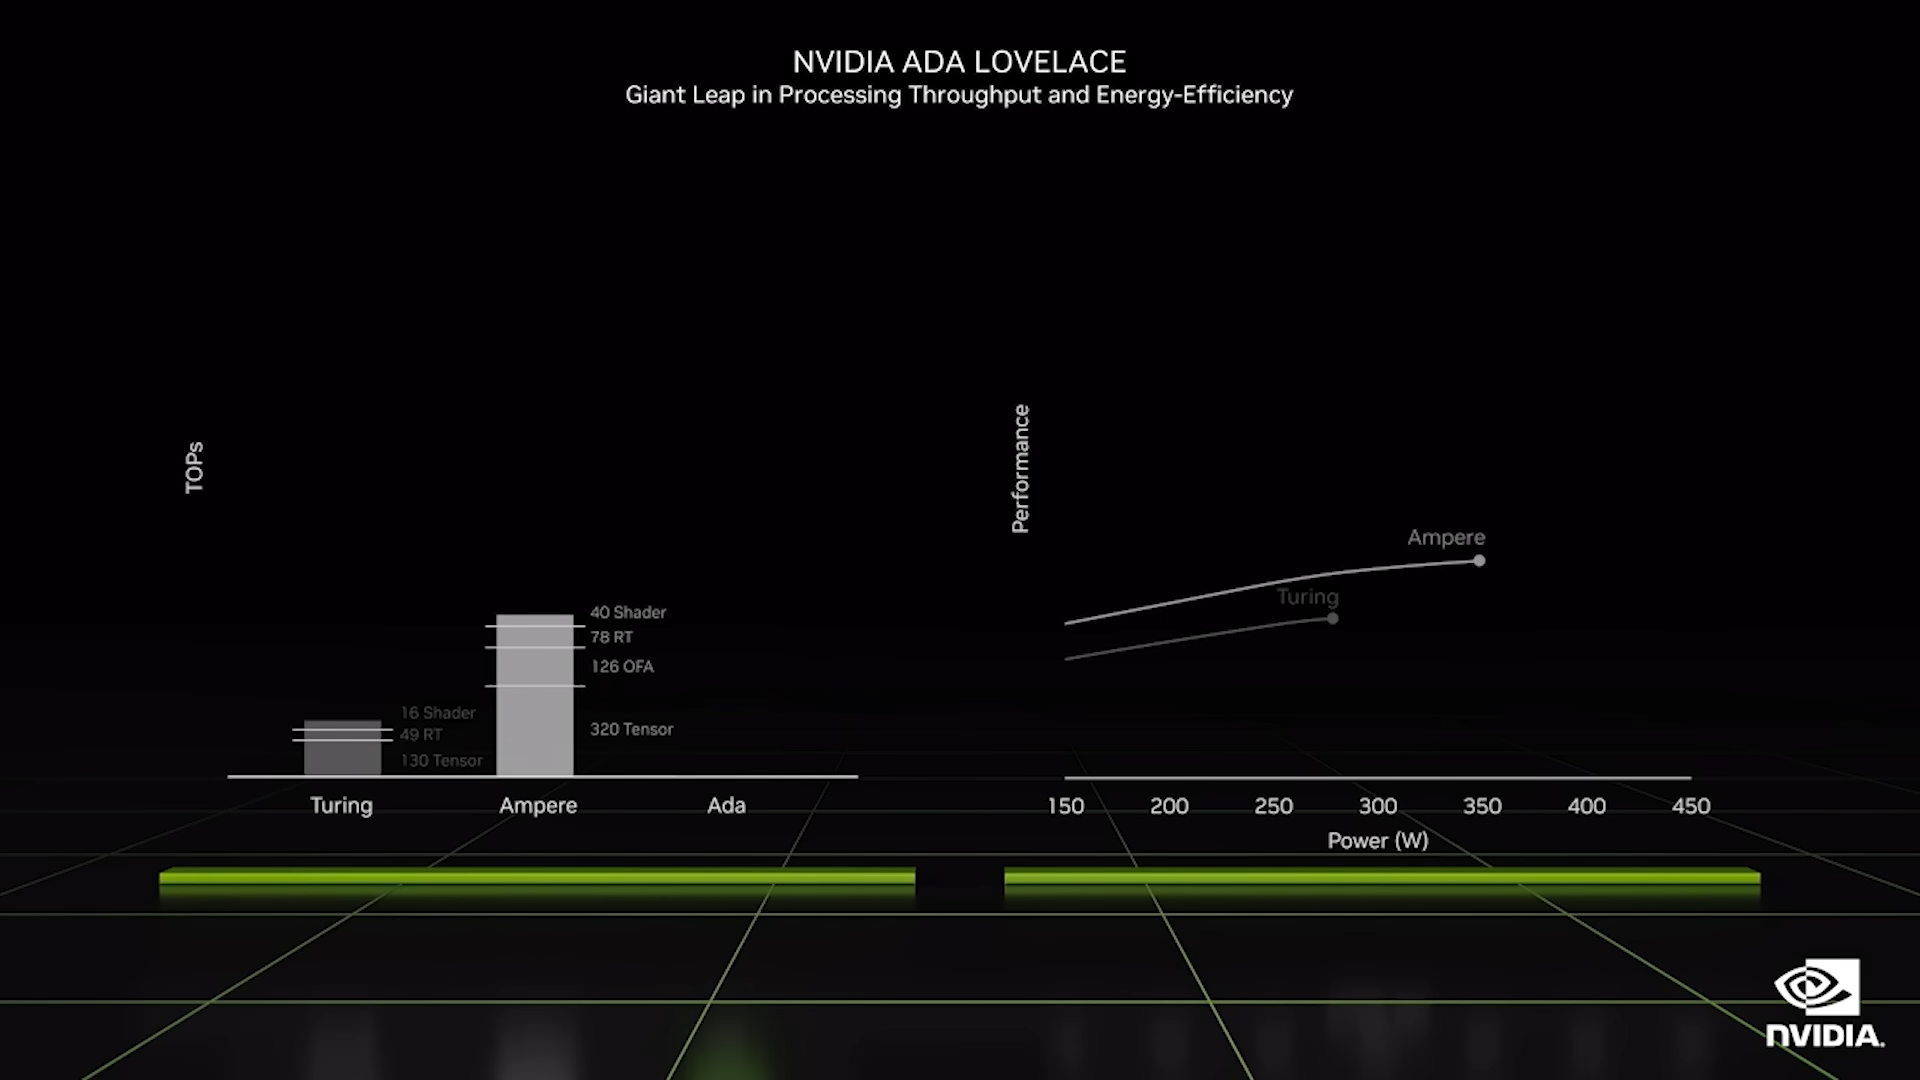 NVIDIA ADA LOVELACE
Giant Leap in Processing Throughput and Energy-Efficiency
TOPs
16 Shader
49 RT
130 Tensor
40 Shader
78 RT
126 OFA
320 Tensor
Turing
Ampere
Ada
Performance
Ampere
Turing
150 200 250 300 350 400 450
Power (W)
NVIDIA.